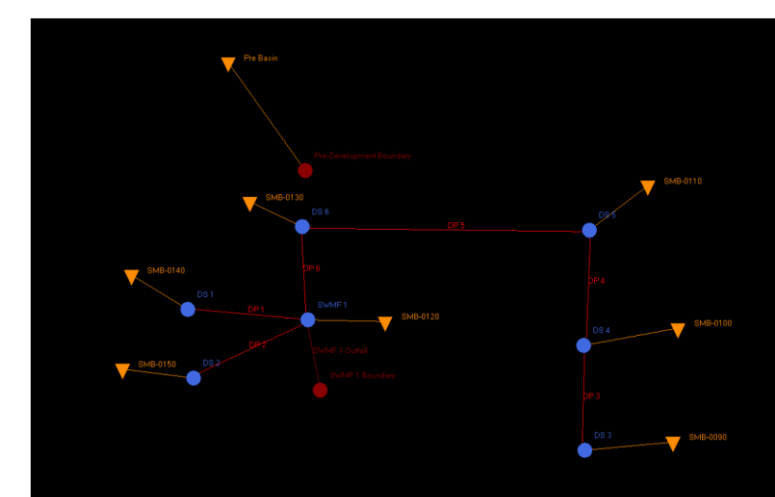 Pre Basin
Pre-Development Boundary
SMB-0110
SMB-0130
DS 6
DS 5
DP 5
SMB-0140
DP 6
DP 4
DS 1
SWMF 1
DP 1
SMB-0120
SMB-0100
DS 4
DP 2
SWMF 1 Outfall
SMB-0150
DS 2
SWMF 1 Boundary
DP 3
DS 3
SMB-0090